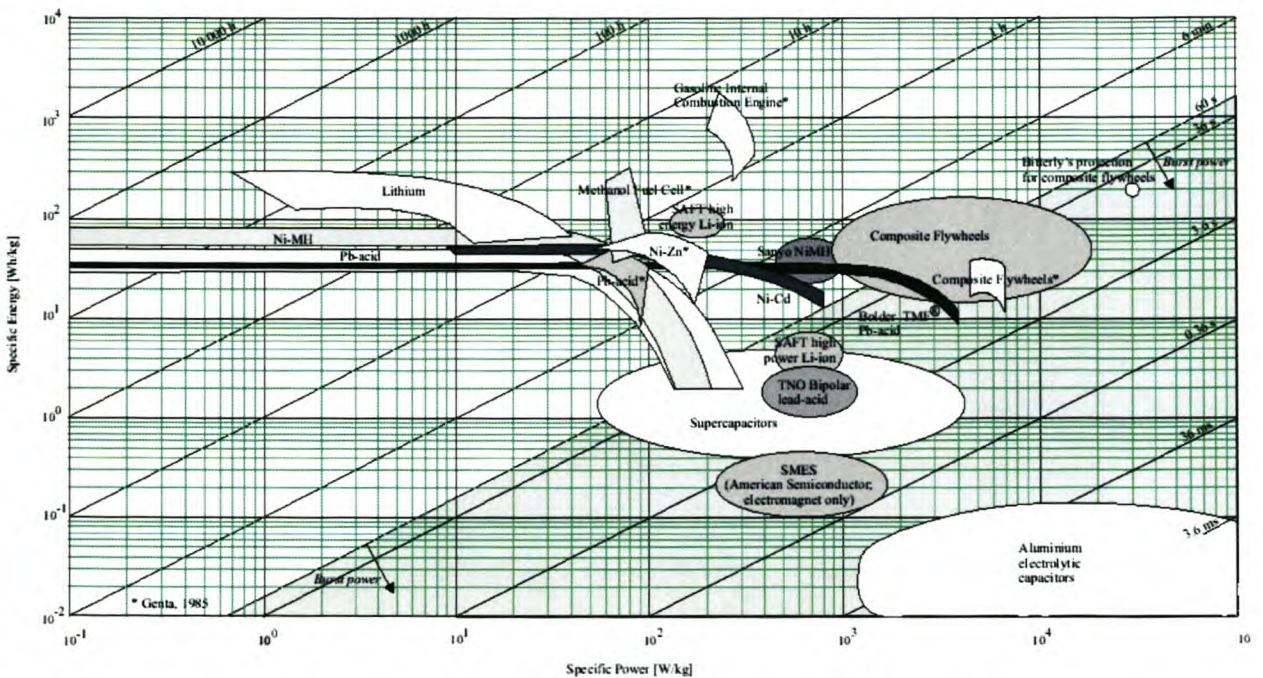 10⁴
10³
10²
10¹
10⁰
10⁻¹
10⁻²
Specific Energy [Wh/kg]
10 000 h
1000 h
100 h
10 h
1 h
6 min
60 s
36 s
3.6 s
0.36 s
36 ms
3.6 ms
Gasoline Internal
Combustion Engine*
Bitterly's projection
for composite flywheels
Burst power
Lithium
Methanol Fuel Cell*
SAFT high
energy Li-ion
Ni-MH
Pb-acid
Ni-Zn*
Sanyo NiMH
Composite Flywheels
Composite Flywheels*
Pb-acid*
Ni-Cd
Bolder TMF®
Pb-acid
SAFT high
power Li-ion
TNO Bipolar
lead-acid
Supercapacitors
SMES
(American Semiconductor;
electromagnet only)
Aluminium
electrolytic
capacitors
Burst power
* Genta, 1985
10⁻¹
10⁰
10¹
10²
10³
10⁴
10
Specific Power [W/kg]